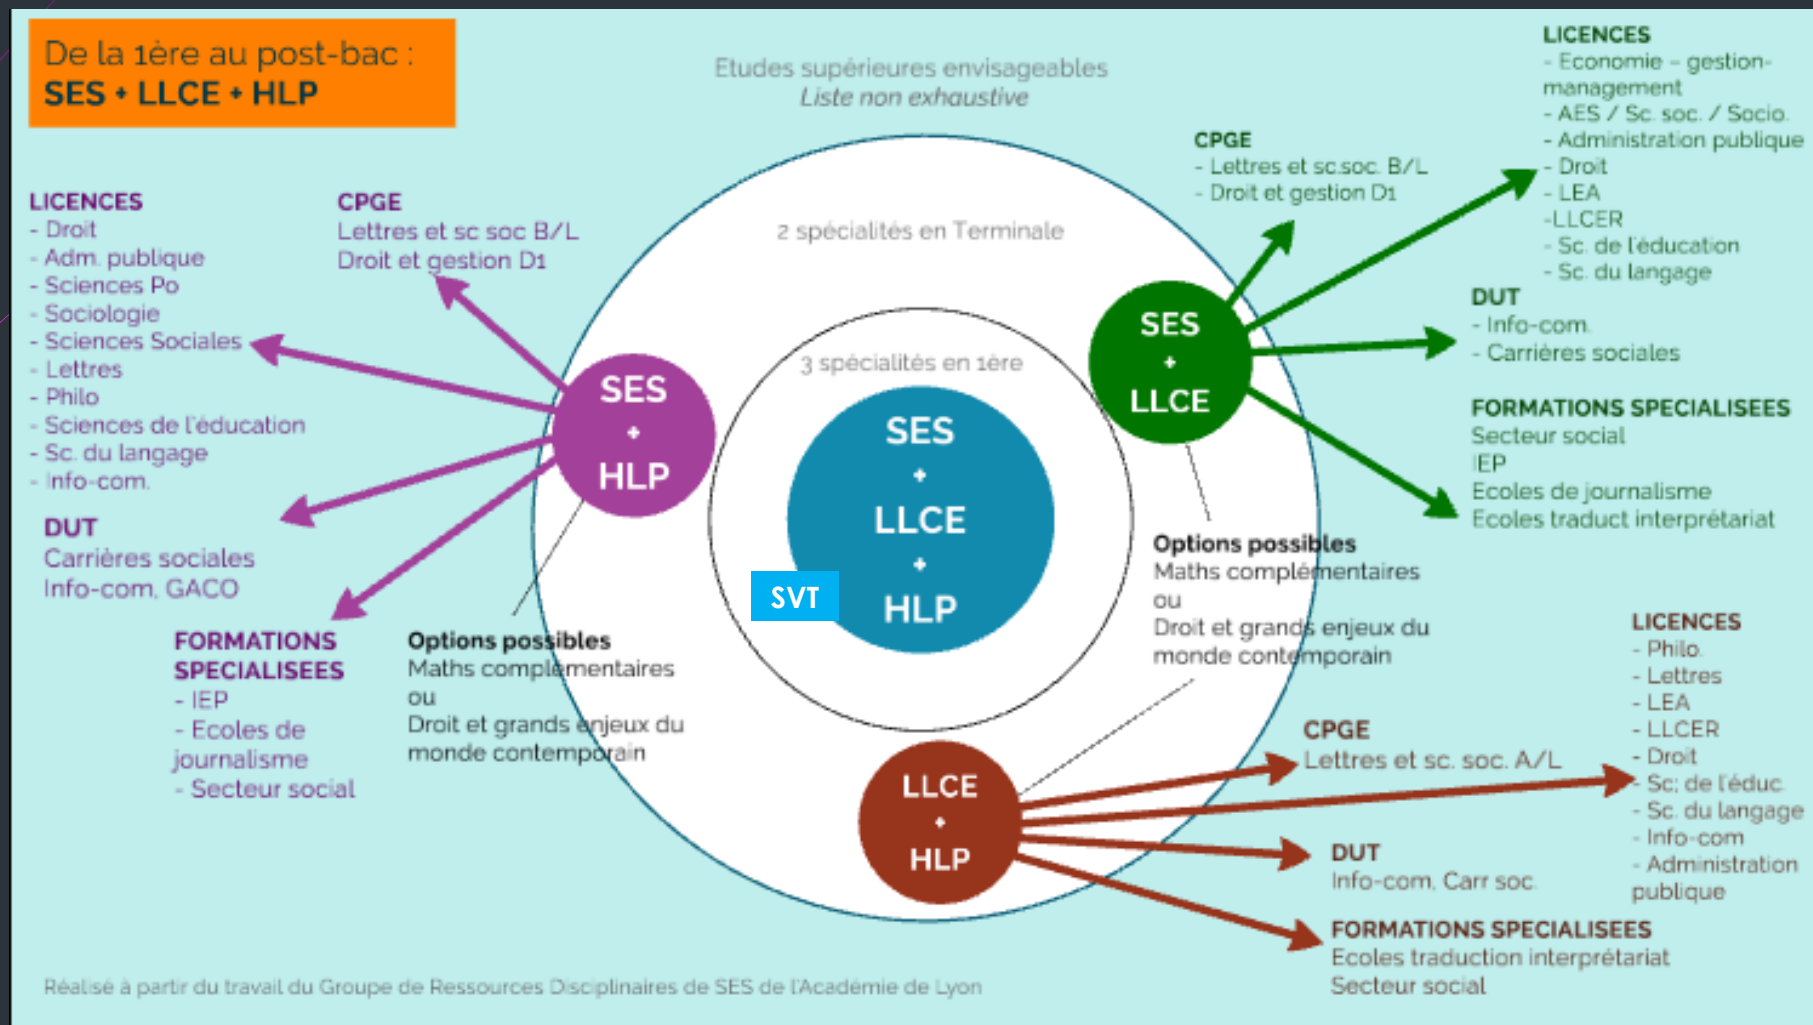 De la 1ère au post-bac :
SES + LLCE + HLP
Etudes supérieures envisageables
Liste non exhaustive
LICENCES
- Droit
- Adm. publique
- Sciences Po
- Sociologie
- Sciences Sociales
- Lettres
- Philo
- Sciences de l'éducation
- Sc. du langage
- Info-com.
CPGE
Lettres et sc soc B/L
Droit et gestion D1
DUT
Carrières sociales
Info-com, GACO
FORMATIONS
SPECIALISEES
- IEP
- Ecoles de
journalisme
- Secteur social
SES
+
HLP
Options possibles
Maths complémentaires
ou
Droit et grands enjeux du
monde contemporain
2 spécialités en Terminale
3 spécialités en 1ère
SES
+
LLCE
+
HLP
SVT
SES
+
LLCE
CPGE
- Lettres et sc.soc. B/L
- Droit et gestion D1
LICENCES
- Economie – gestion-
management
- AES / Sc. soc. / Socio.
- Administration publique
- Droit
- LEA
-LLCER
- Sc. de l'éducation
- Sc. du langage
DUT
- Info-com.
- Carrières sociales
FORMATIONS SPECIALISEES
Secteur social
IEP
Ecoles de journalisme
Ecoles traduct interprétariat
Options possibles
Maths complémentaires
ou
Droit et grands enjeux du
monde contemporain
LLCE
+
HLP
CPGE
Lettres et sc. soc. A/L
LICENCES
- Philo.
- Lettres
- LEA
- LLCER
- Droit
- Sc; de l'éduc.
- Sc. du langage
- Info-com
- Administration
publique
DUT
Info-com, Carr soc.
FORMATIONS SPECIALISEES
Ecoles traduction interprétariat
Secteur social
Réalisé à partir du travail du Groupe de Ressources Disciplinaires de SES de l'Académie de Lyon